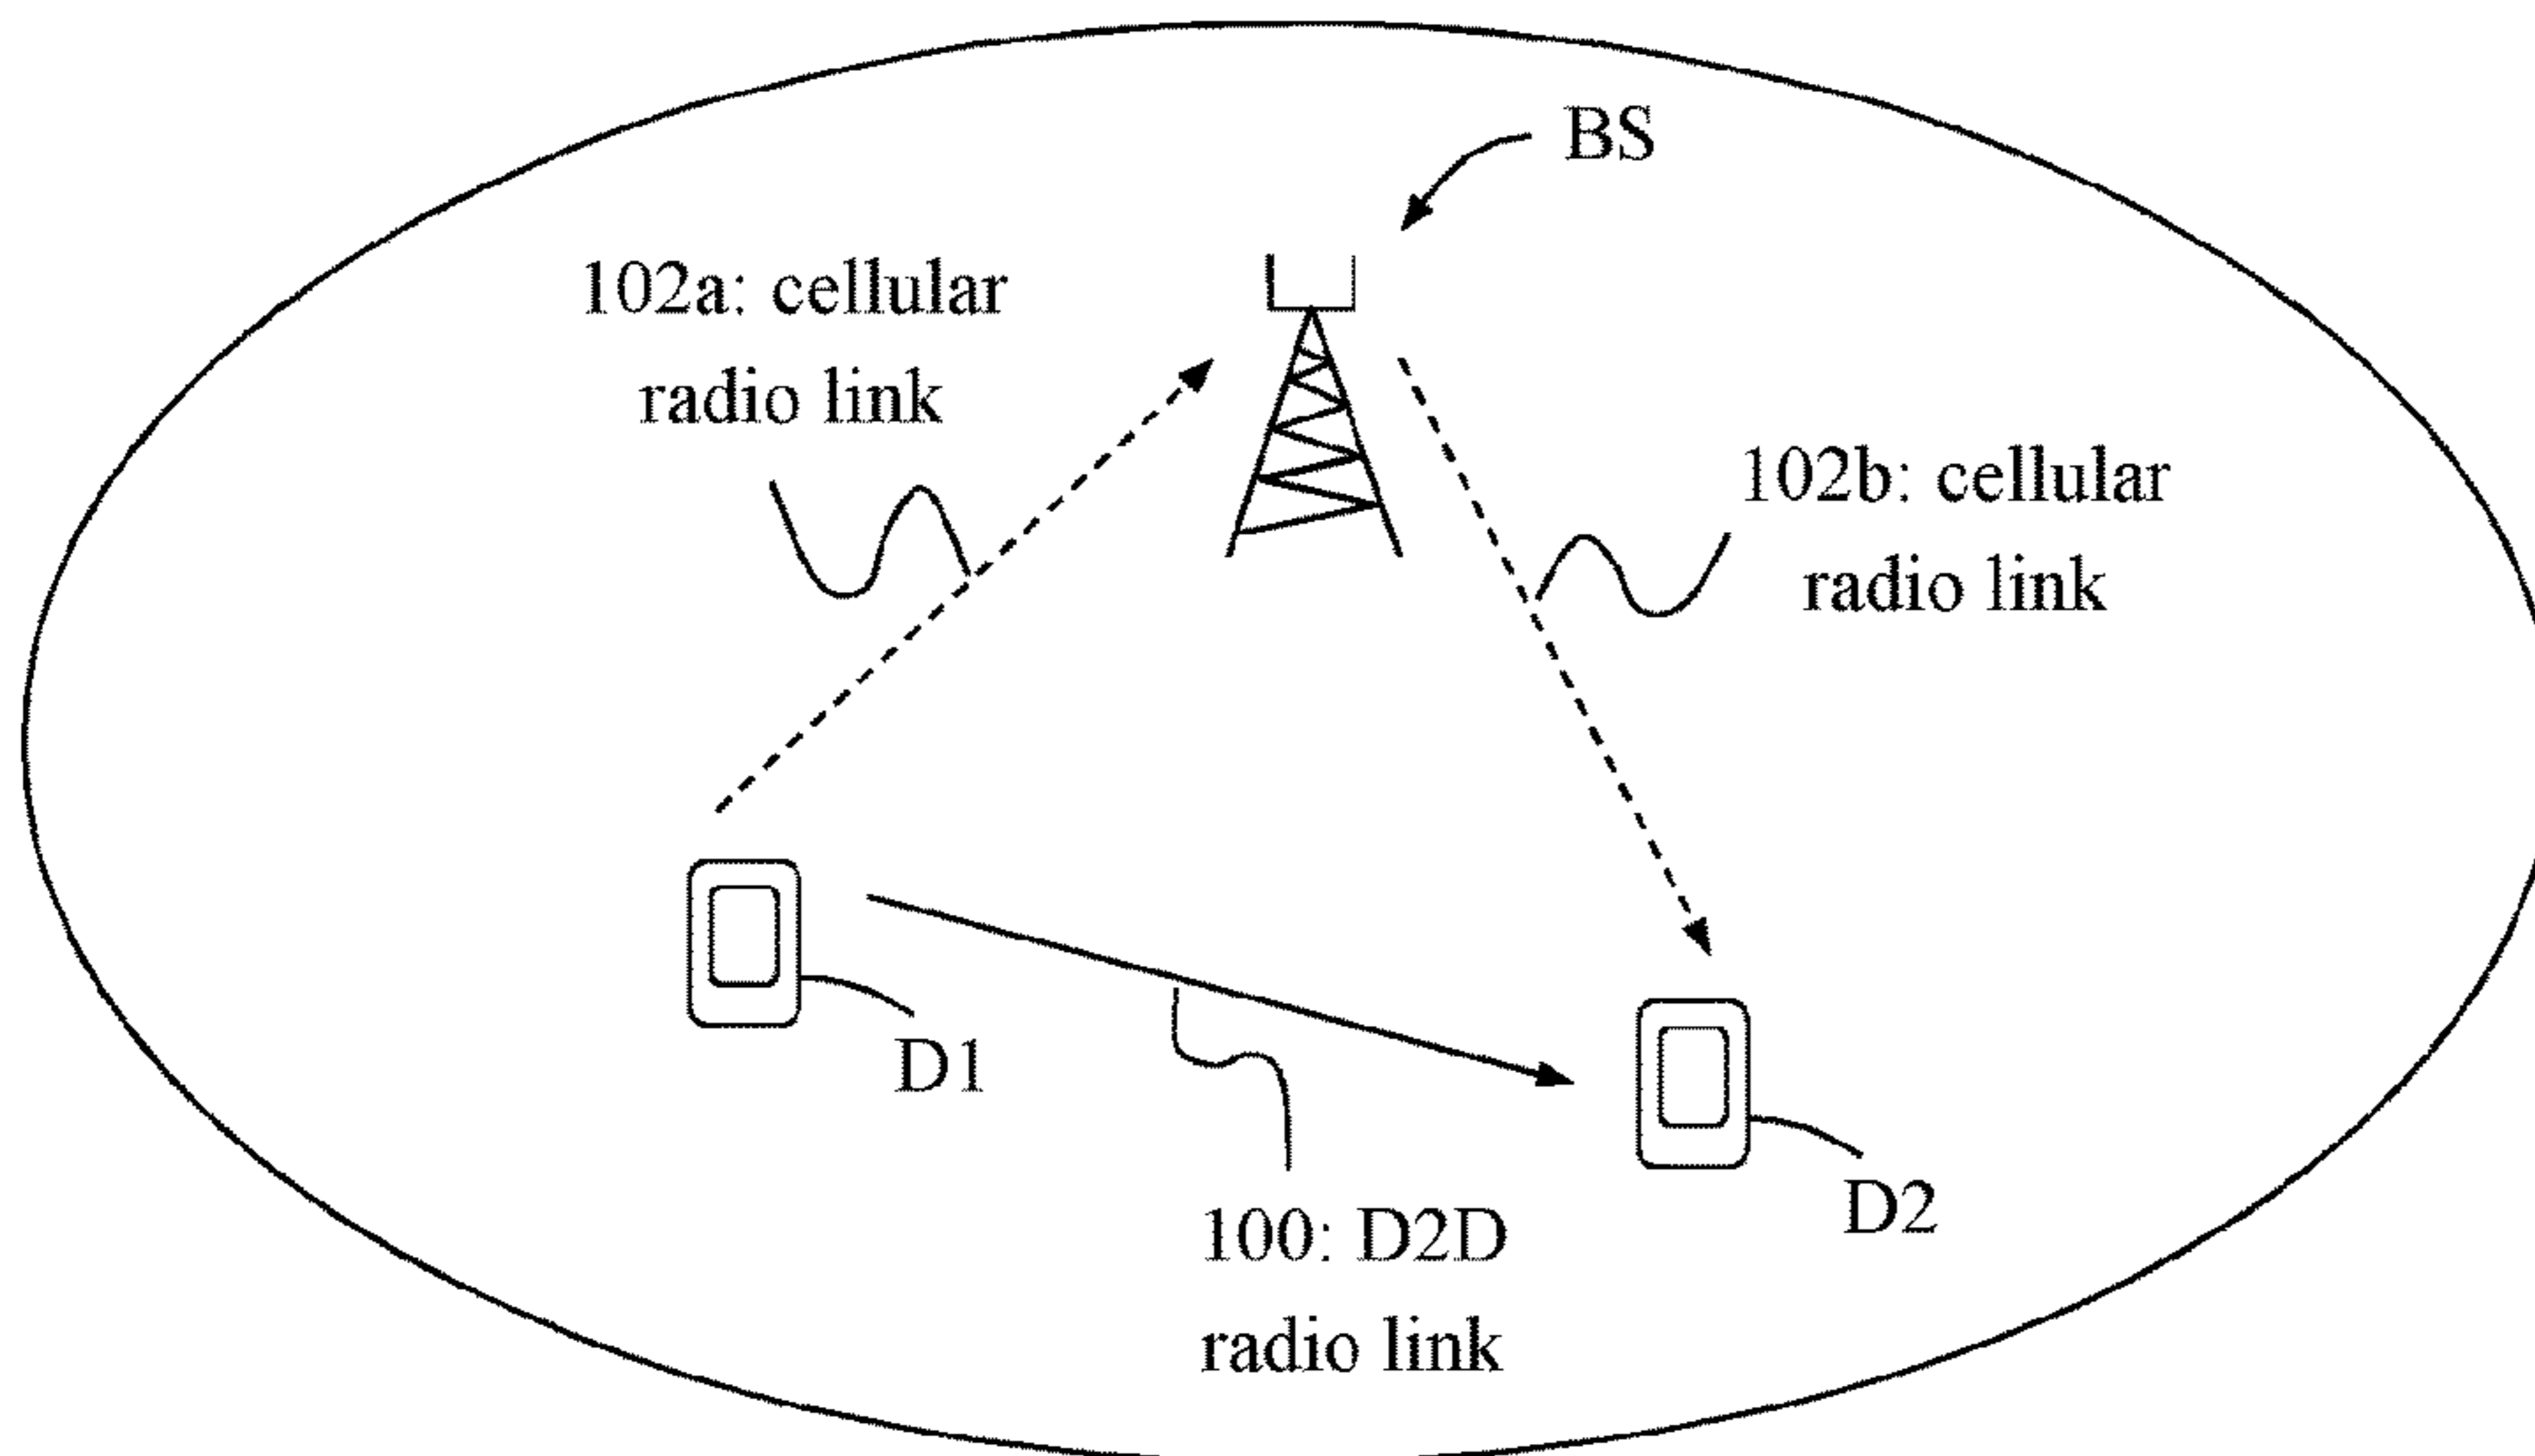 BS
102a: cellular
radio link
102b: cellular
radio link
D1
D2
100: D2D
radio link